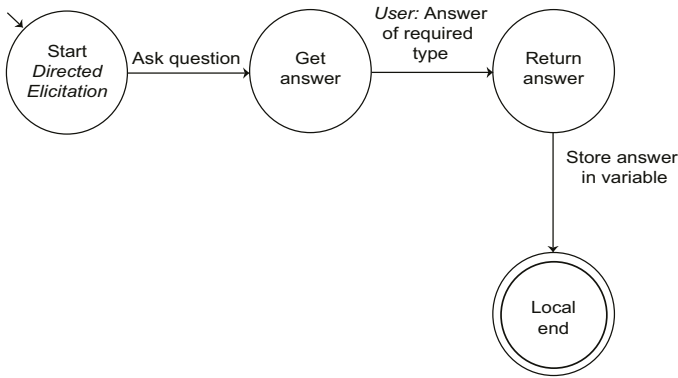 Start
Directed
Elicitation
Ask question
Get
answer
User: Answer
of required
type
Return
answer
Store answer
in variable
Local
end